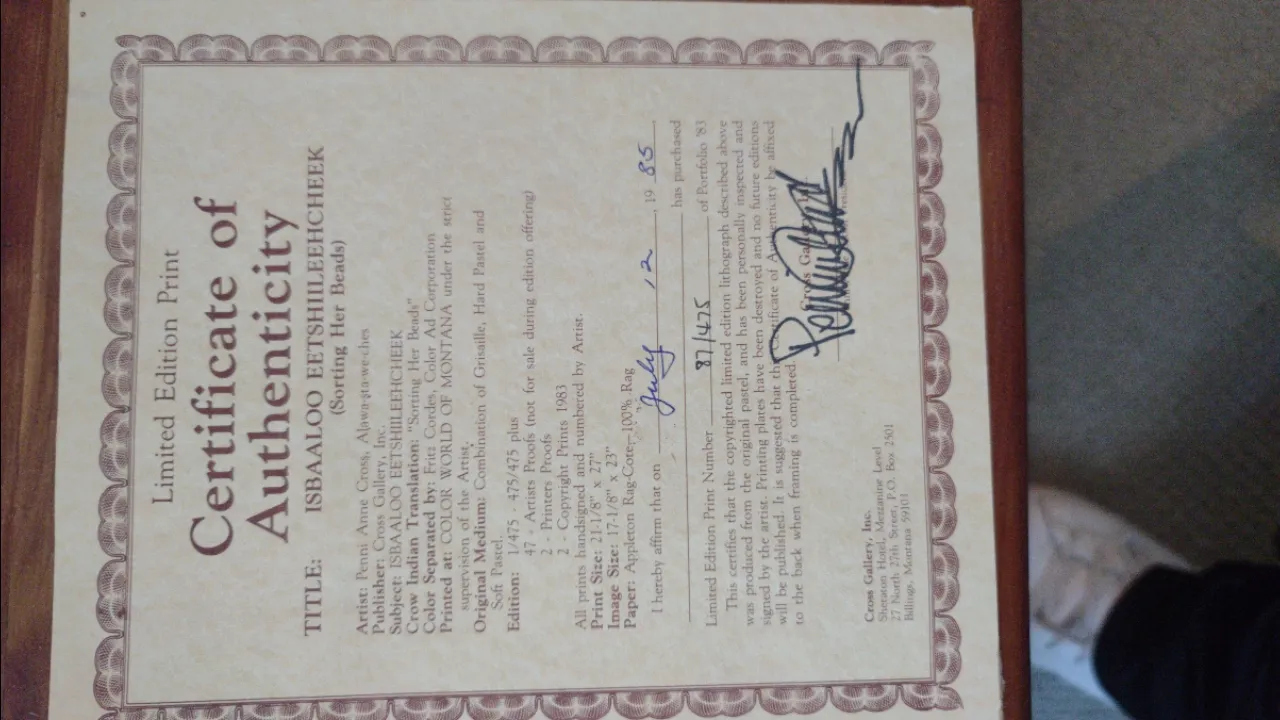 Limited Edition Print
Certificate of
Authenticity
TITLE: ISBAALOO EETSHIILEEHCHEEK
(Sorting Her Beads)
Artist: Penni Anne Cross, Ajawa-sta-we-ches
Publisher: Cross Gallery, Inc.
Subject: ISBAALOO EETSHIILEEHCHEEK
Crow Indian Translation: "Sorting Her Beads"
Color Separated by: Fritz Cordes, Color Ad Corporation
Printed at: COLOR WORLD OF MONTANA under the strict
supervision of the Artist.
Original Medium: Combination of Grisaille, Hard Pastel and
Soft Pastel.
Edition: 1/475 - 475/475 plus
47 - Artists Proofs (not for sale during edition offering)
2 - Printers Proofs
2 - Copyright Prints 1983
All prints handsigned and numbered by Artist.
Print Size: 21-1/8" x 27"
Image Size: 17-1/8" x 23"
Paper: Appleton Rag-Cote-100% Rag
I hereby affirm that on July 12, 19 85,
has purchased
Limited Edition Print Number 87/475 of Portfolio '83
This certifies that the copyrighted limited edition lithograph described above
was produced from the original pastel, and has been personally inspected and
signed by the artist. Printing plates have been destroyed and no future editions
will be published. It is suggested that the Certificate of Authenticity be affixed
to the back when framing is completed.
Cross
Cross Gallery, Inc.
Sheraton Hotel, Mezzanine Level
27 North 27th Street, P.O. Box 2501
Billings, Montana 59101